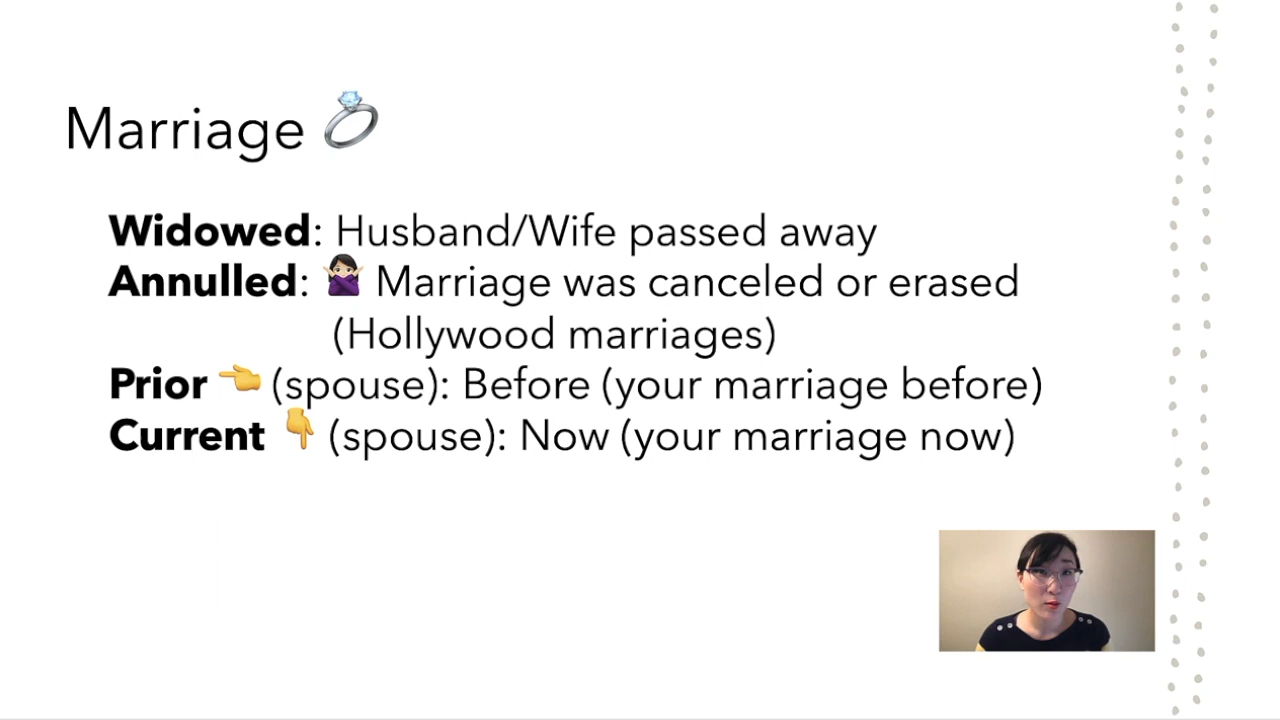 Marriage 💍
Widowed: Husband/Wife passed away
Annulled: 🙅🏻‍♀️ Marriage was canceled or erased
(Hollywood marriages)
Prior 👈 (spouse): Before (your marriage before)
Current 👇 (spouse): Now (your marriage now)